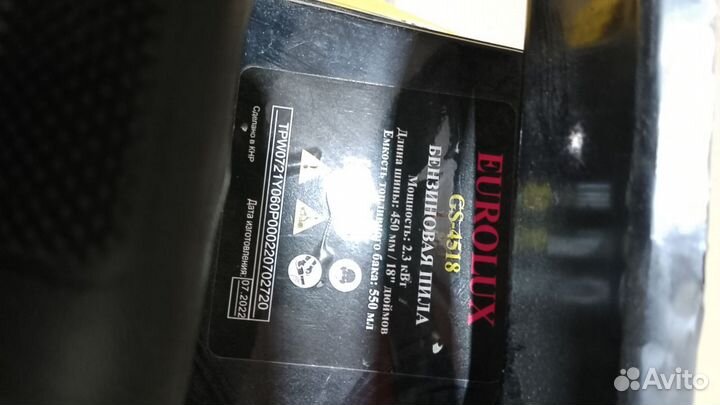 EUROLUX
GS-4518
БЕНЗИНОВАЯ ПИЛА
Мощность: 2.3 кВт
Длина шины: 450 мм / 18" дюймов
Емкость топливного бака: 550 мл
TPW07721Y060P000220702720
Дата изготовления: 07.2022
Сделано в КНР
Avito